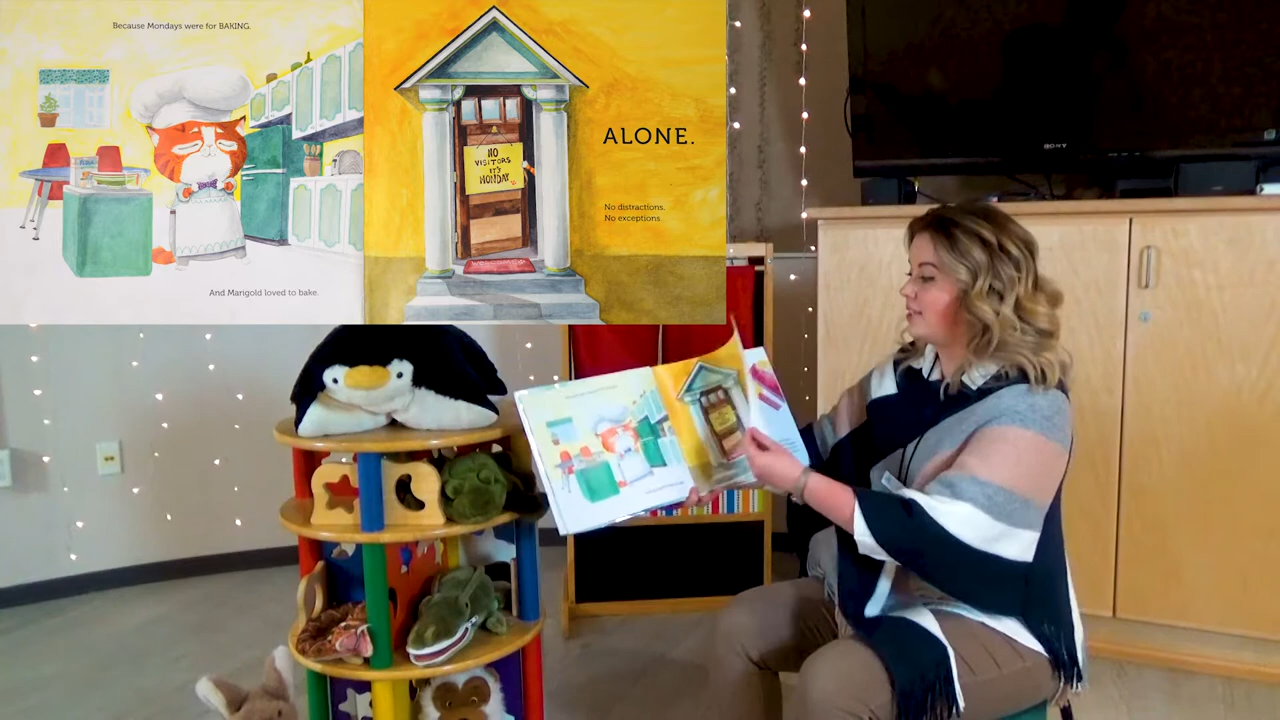 Because Mondays were for BAKING.
And Marigold loved to bake.
NO
VISITORS
IT'S
MONDAY
ALONE.
No distractions.
No exceptions.
SONY